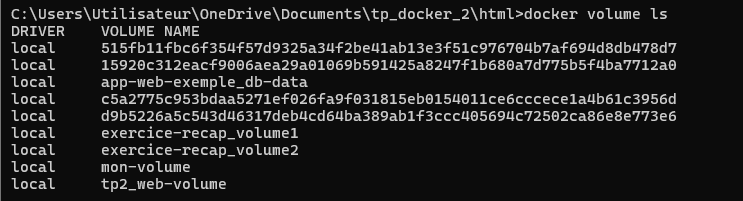 C:\Users\Utilisateur\OneDrive\Documents\tp_docker_2\html>docker volume ls
DRIVER    VOLUME NAME
local     515fb11fbc6f354f57d9325a34f2be41ab13e3f51c976704b7af694d8db478d7
local     15920c312eacf9006aea29a01069b591425a8247f1b680a7d775b5f4ba7712a0
local     app-web-exemple_db-data
local     c5a2775c953bdaa5271ef026fa9f031815eb0154011ce6cccece1a4b61c3956d
local     d9b5226a5c543d46317deb4cd64ba389ab1f3ccc405694c72502ca86e8e773e6
local     exercice-recap_volume1
local     exercice-recap_volume2
local     mon-volume
local     tp2_web-volume